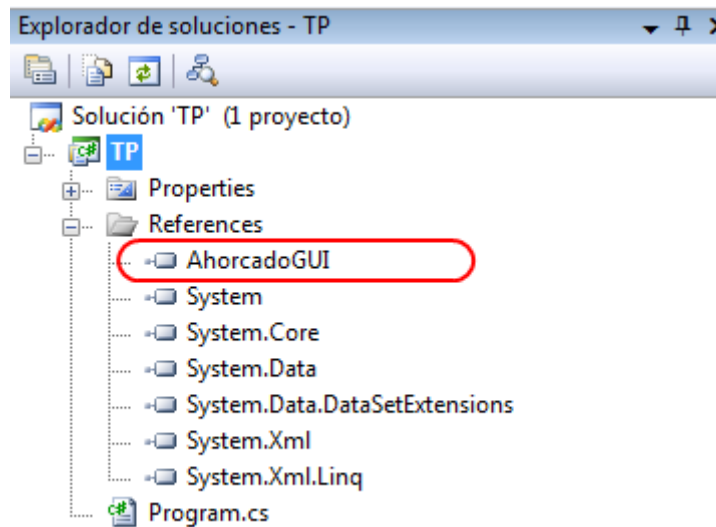 Explorador de soluciones - TP
Solución 'TP' (1 proyecto)
TP
Properties
References
AhorcadoGUI
System
System.Core
System.Data
System.Data.DataSetExtensions
System.Xml
System.Xml.Linq
Program.cs